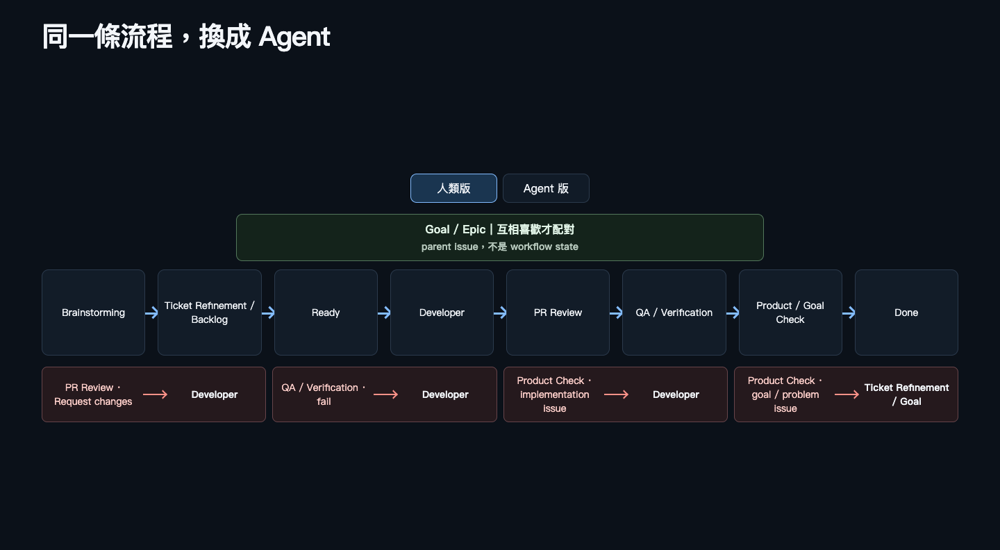 同一條流程，換成 Agent
人類版
Agent 版
Goal / Epic｜互相喜歡才配對
parent issue，不是 workflow state
Brainstorming
Ticket Refinement /
Backlog
Ready
Developer
PR Review
QA / Verification
Product / Goal
Check
Done
PR Review ·
Request changes
Developer
QA / Verification ·
fail
Developer
Product Check ·
implementation
issue
Developer
Product Check ·
goal / problem
issue
Ticket Refinement
/ Goal